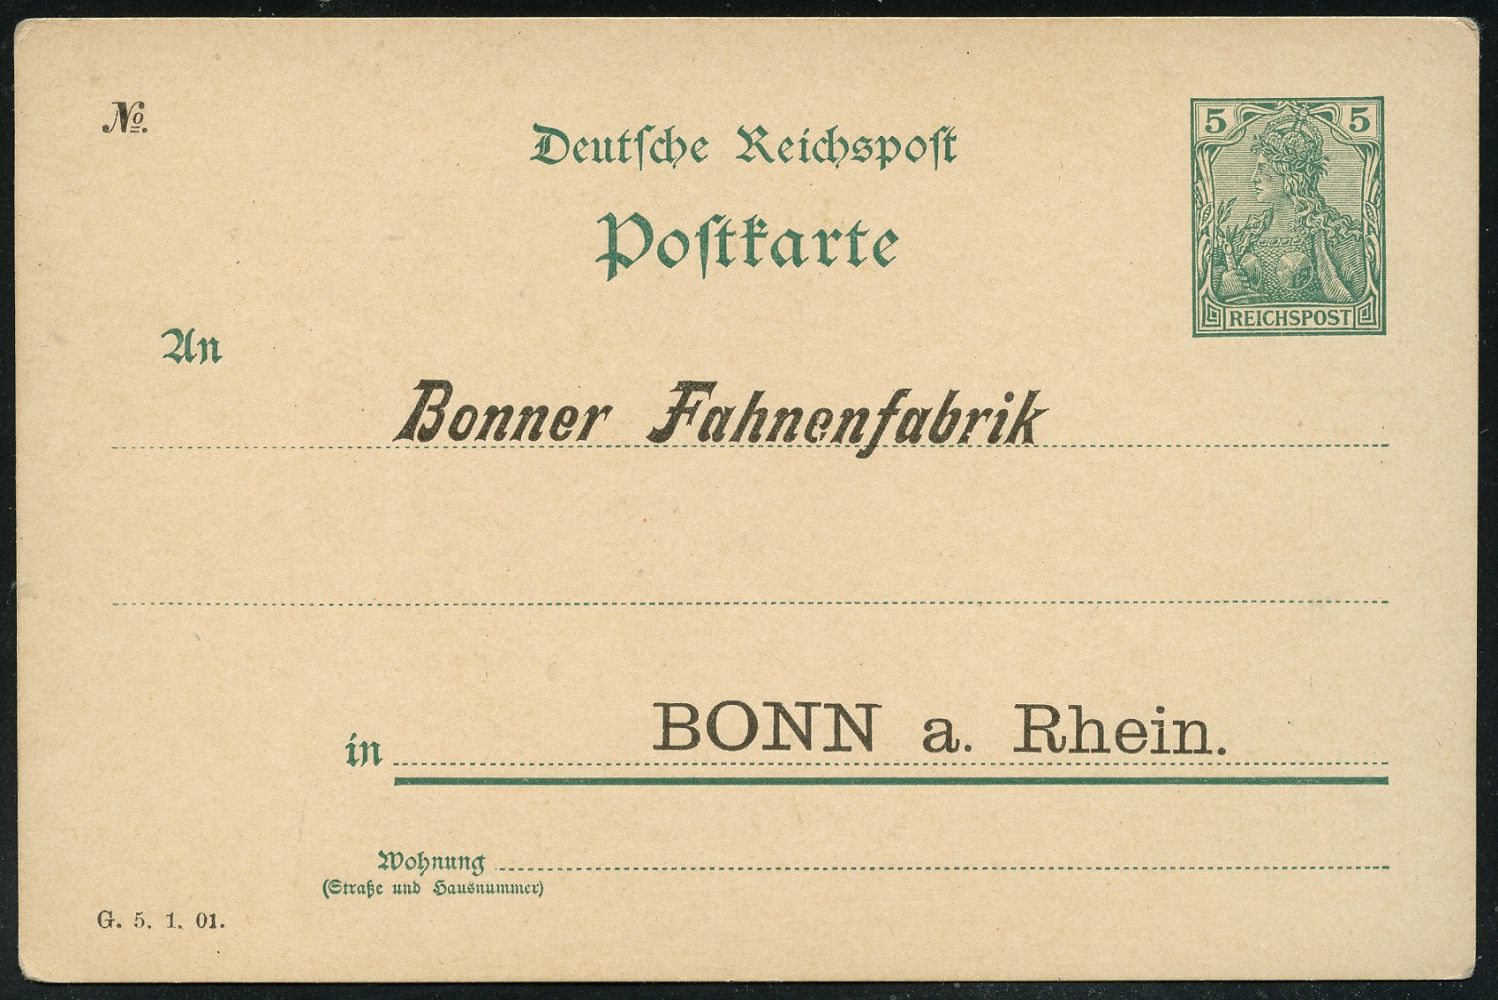 No.
Deutſche Reichspoſt
5 5
Poſtkarte
REICHSPOST
An
Bonner Fahnenfabrik
in BONN a. Rhein.
Wohnung
(Straße und Hausnummer)
G. 5. 1. 01.